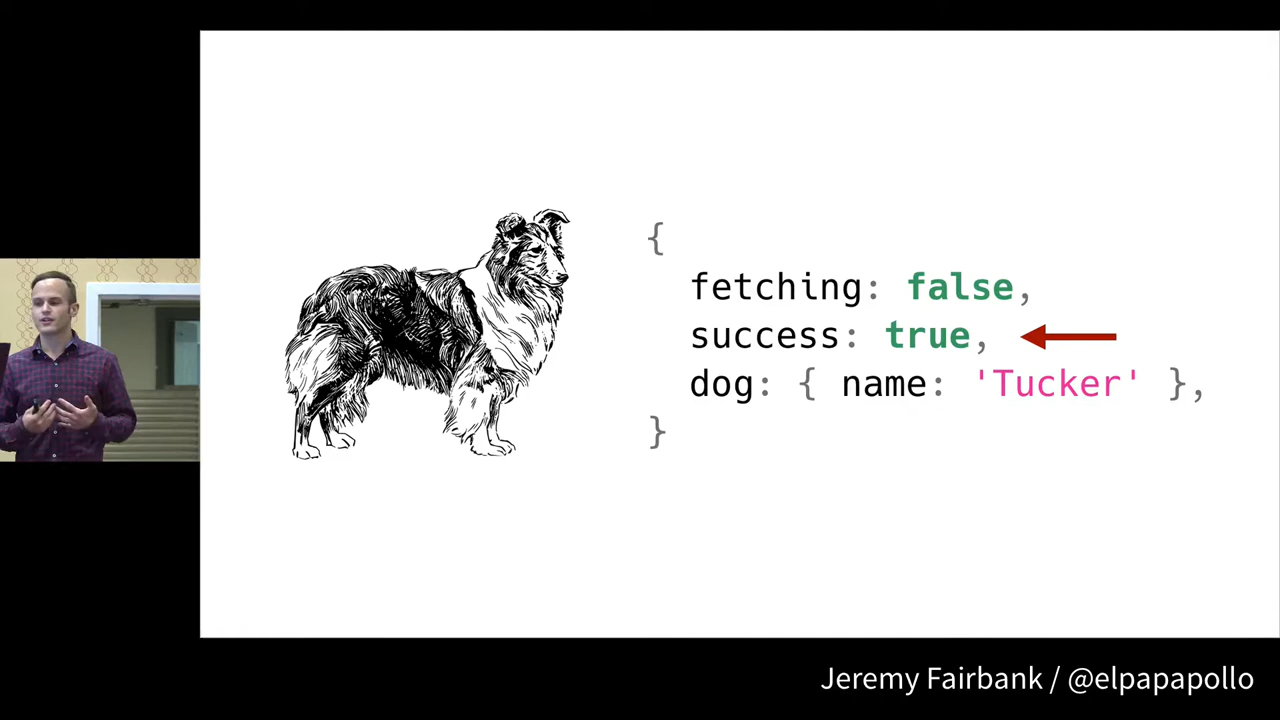 {
fetching: false,
success: true,
dog: { name: 'Tucker' },
}
Jeremy Fairbank / @elpapapollo